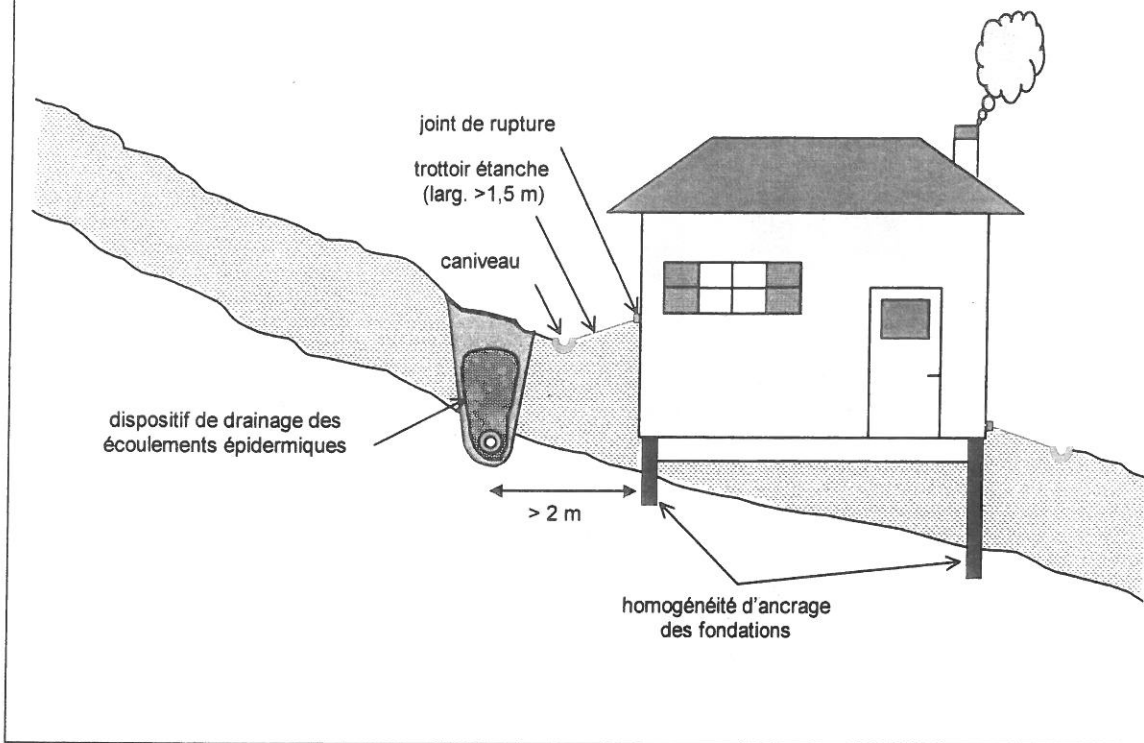 joint de rupture
trottoir étanche
(larg. >1,5 m)
caniveau
dispositif de drainage des
écoulements épidermiques
> 2 m
homogénéité d'ancrage
des fondations